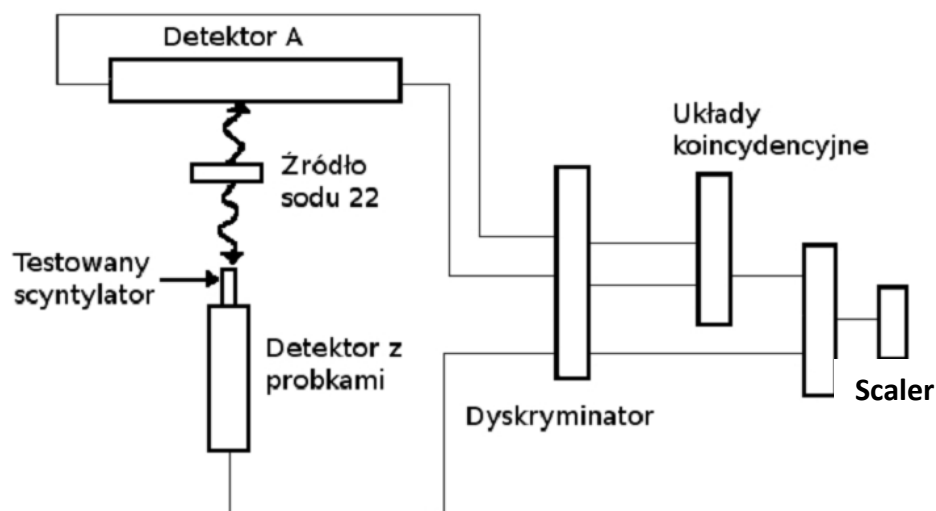 Detektor A
Układy
koincydencyjne
Źródło
sodu 22
Testowany
scyntylator
Detektor z
probkami
Dyskryminator
Scaler